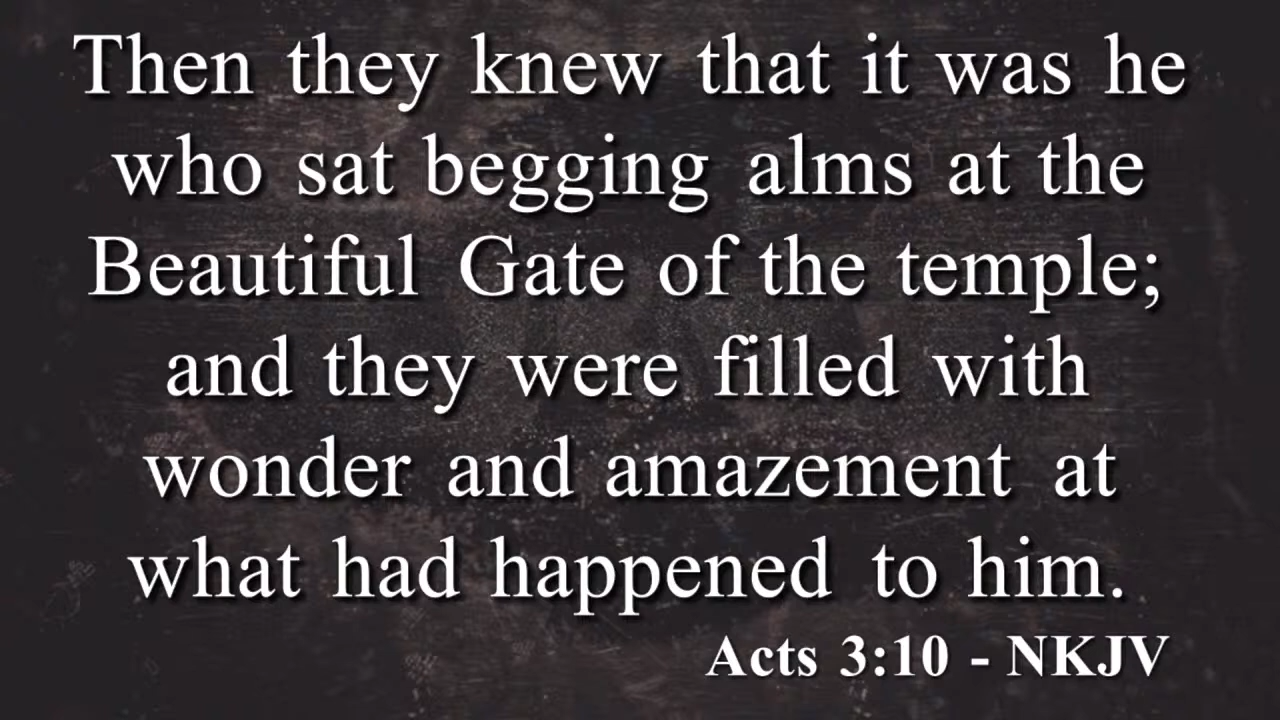 Then they knew that it was he
who sat begging alms at the
Beautiful Gate of the temple;
and they were filled with
wonder and amazement at
what had happened to him.
Acts 3:10 - NKJV